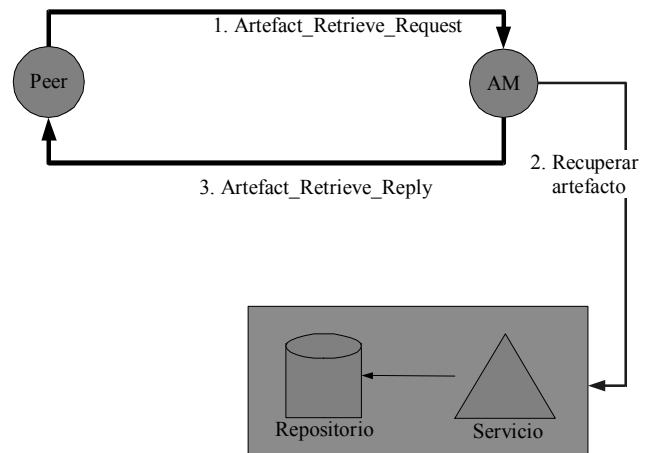 1. Artefact_Retrieve_Request
Peer
AM
2. Recuperar
artefacto
3. Artefact_Retrieve_Reply
Repositorio
Servicio